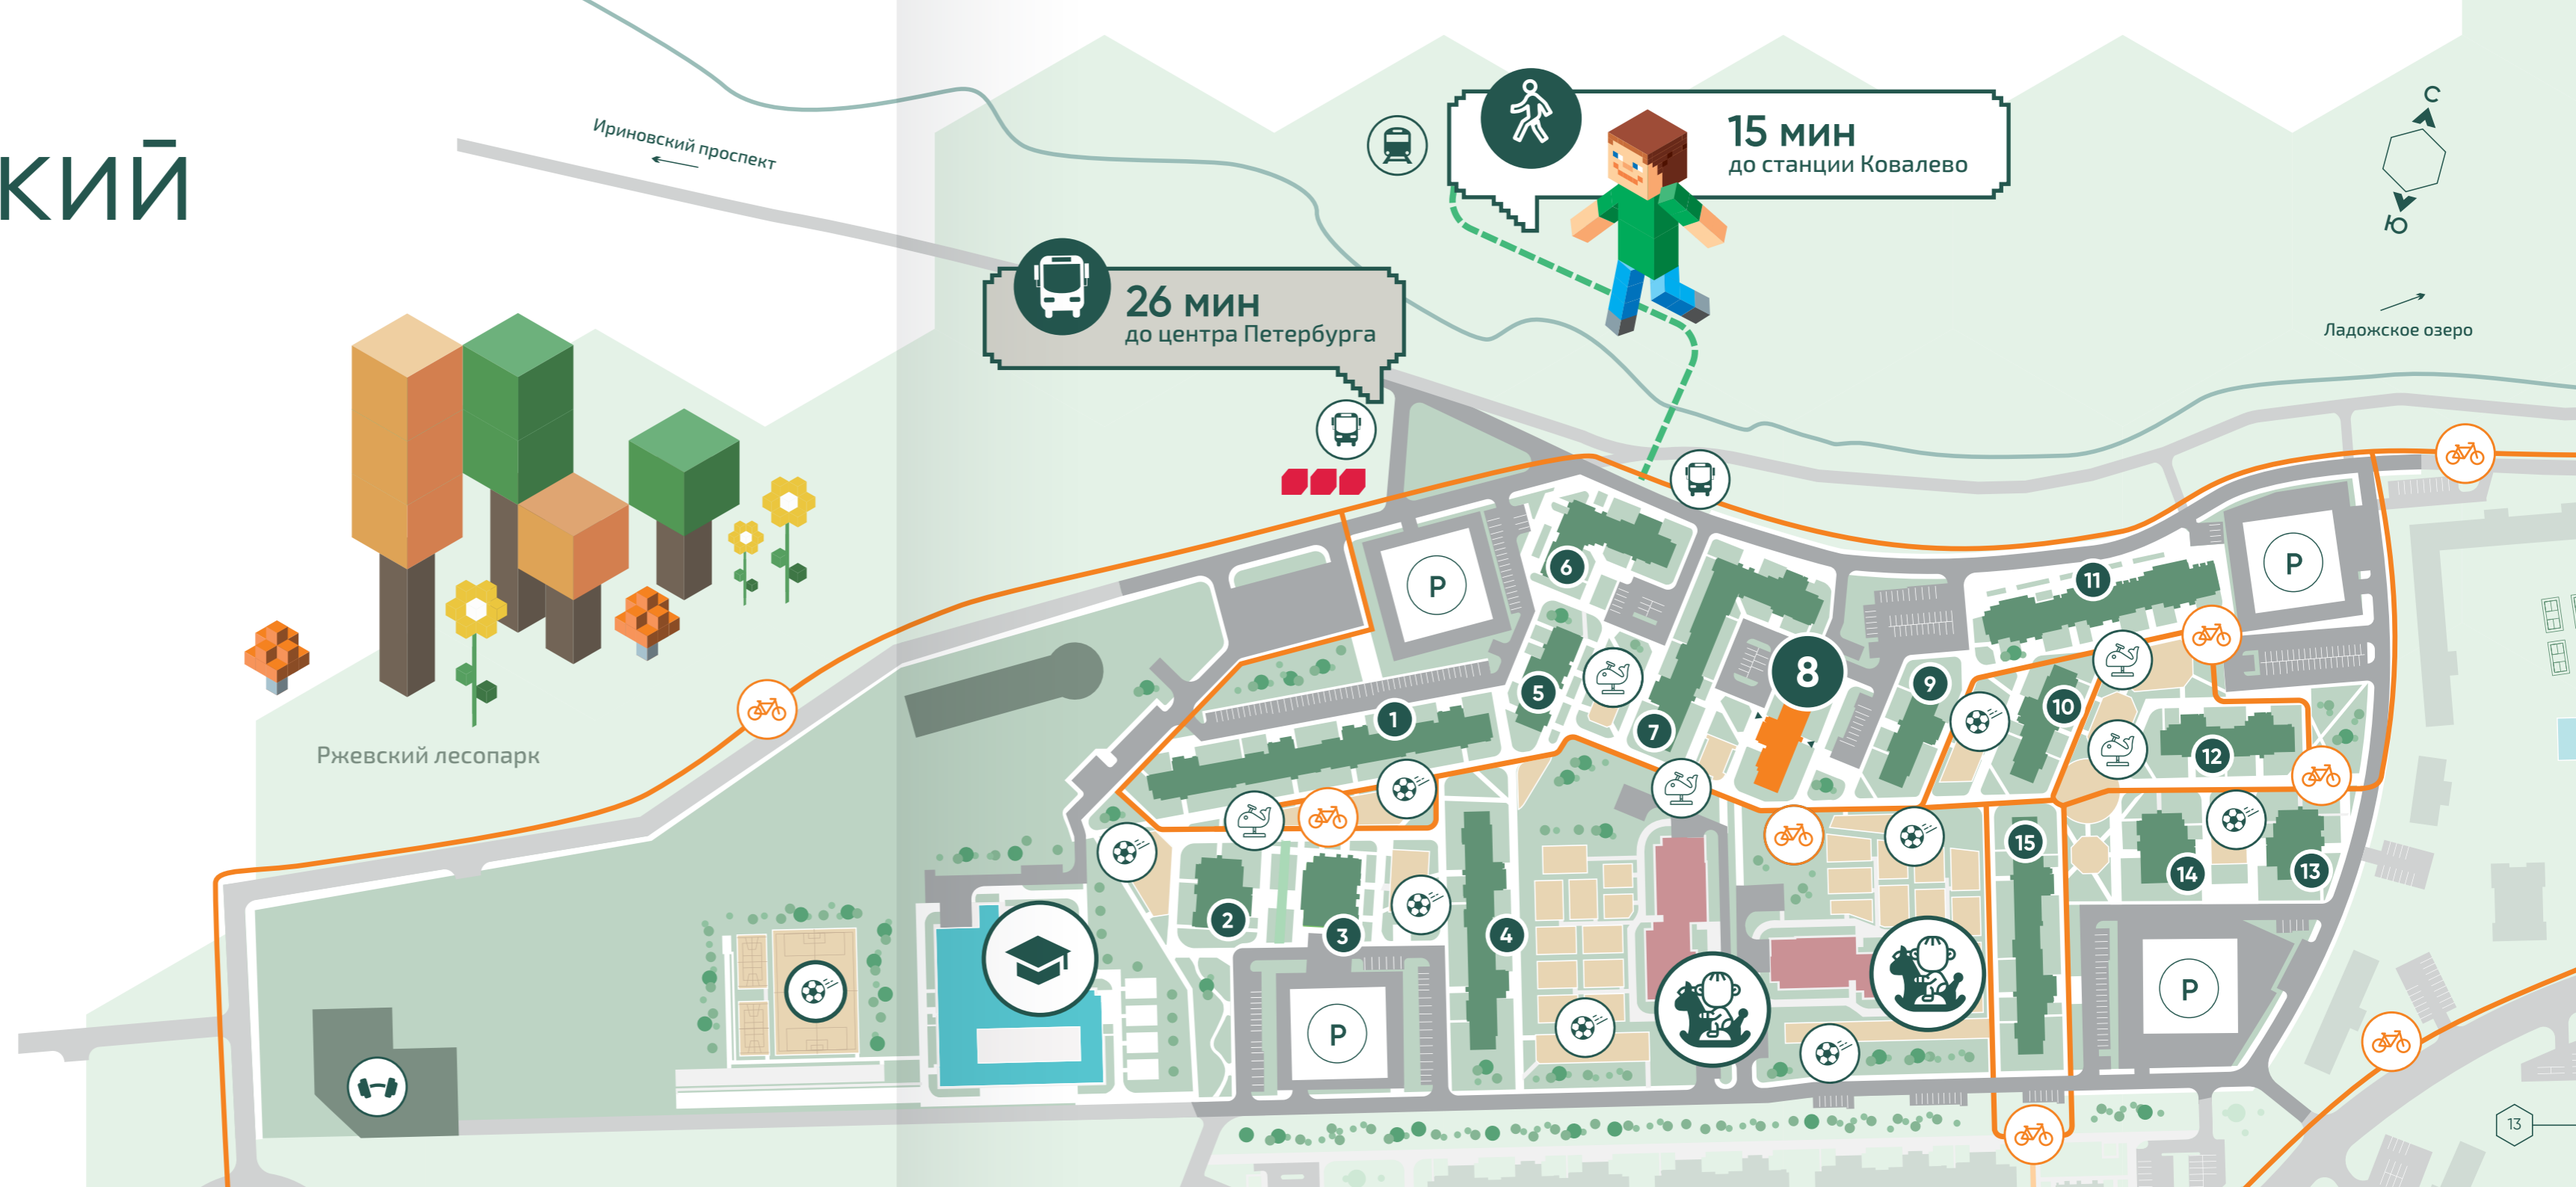 кий
Ириновский проспект
15 мин
до станции Ковалево
26 мин
до центра Петербурга
С
Ю
Ладожское озеро
Ржевский лесопарк
P
P
P
P
6
11
8
5
9
1
7
10
12
15
14
13
2
3
4
13